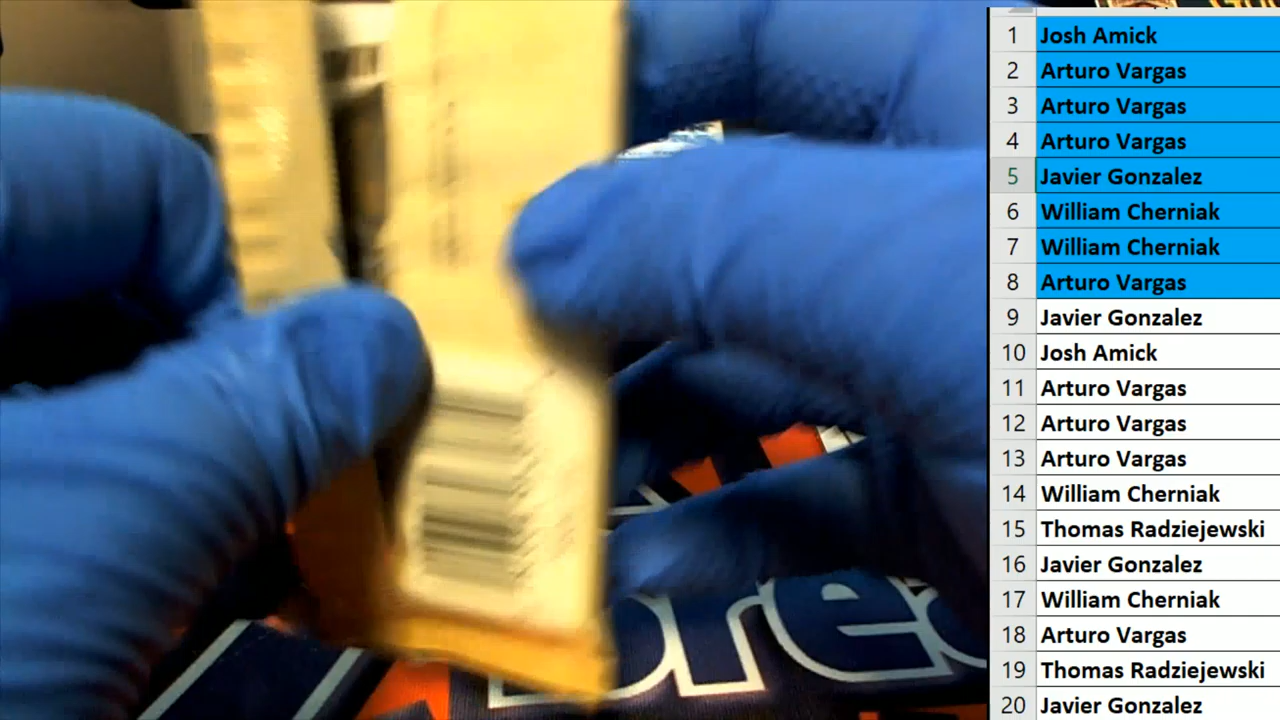 1 Josh Amick
2 Arturo Vargas
3 Arturo Vargas
4 Arturo Vargas
5 Javier Gonzalez
6 William Cherniak
7 William Cherniak
8 Arturo Vargas
9 Javier Gonzalez
10 Josh Amick
11 Arturo Vargas
12 Arturo Vargas
13 Arturo Vargas
14 William Cherniak
15 Thomas Radziejewski
16 Javier Gonzalez
17 William Cherniak
18 Arturo Vargas
19 Thomas Radziejewski
20 Javier Gonzalez
brea